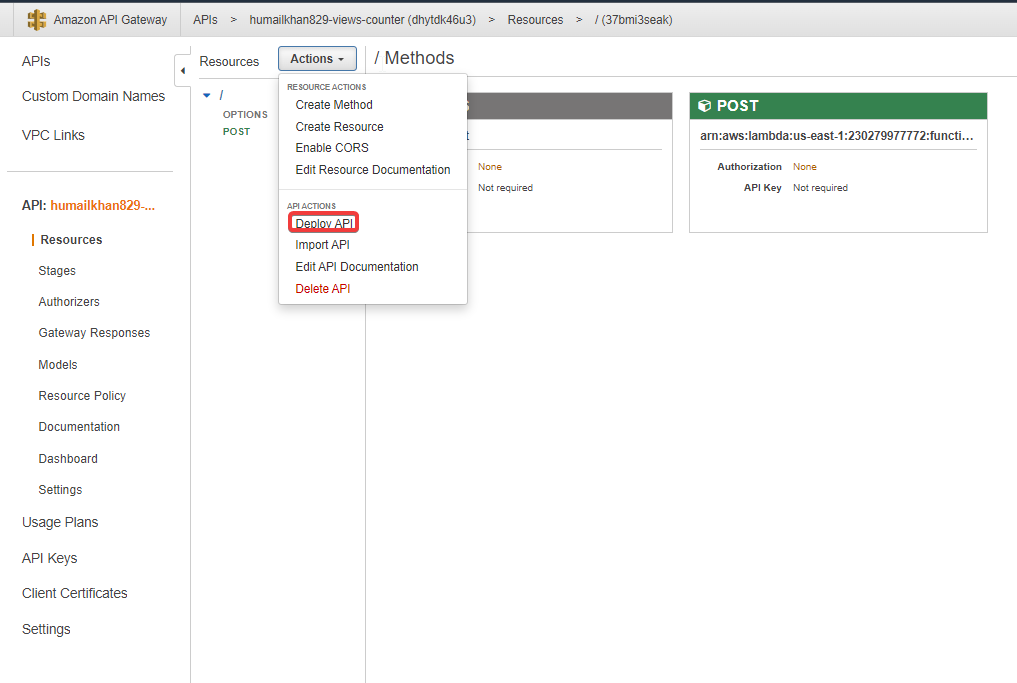 Amazon API Gateway
APIs > humailkhan829-views-counter (dhytdk46u3) > Resources > / (37bmi3seak)
APIs
Custom Domain Names
VPC Links
API: humailkhan829-...
Resources
Stages
Authorizers
Gateway Responses
Models
Resource Policy
Documentation
Dashboard
Settings
Usage Plans
API Keys
Client Certificates
Settings
Resources
Actions
/
OPTIONS
POST
RESOURCE ACTIONS
Create Method
Create Resource
Enable CORS
Edit Resource Documentation
API ACTIONS
Deploy API
Import API
Edit API Documentation
Delete API
/ Methods
None
Not required
POST
arn:aws:lambda:us-east-1:230279977772:functi...
Authorization None
API Key Not required